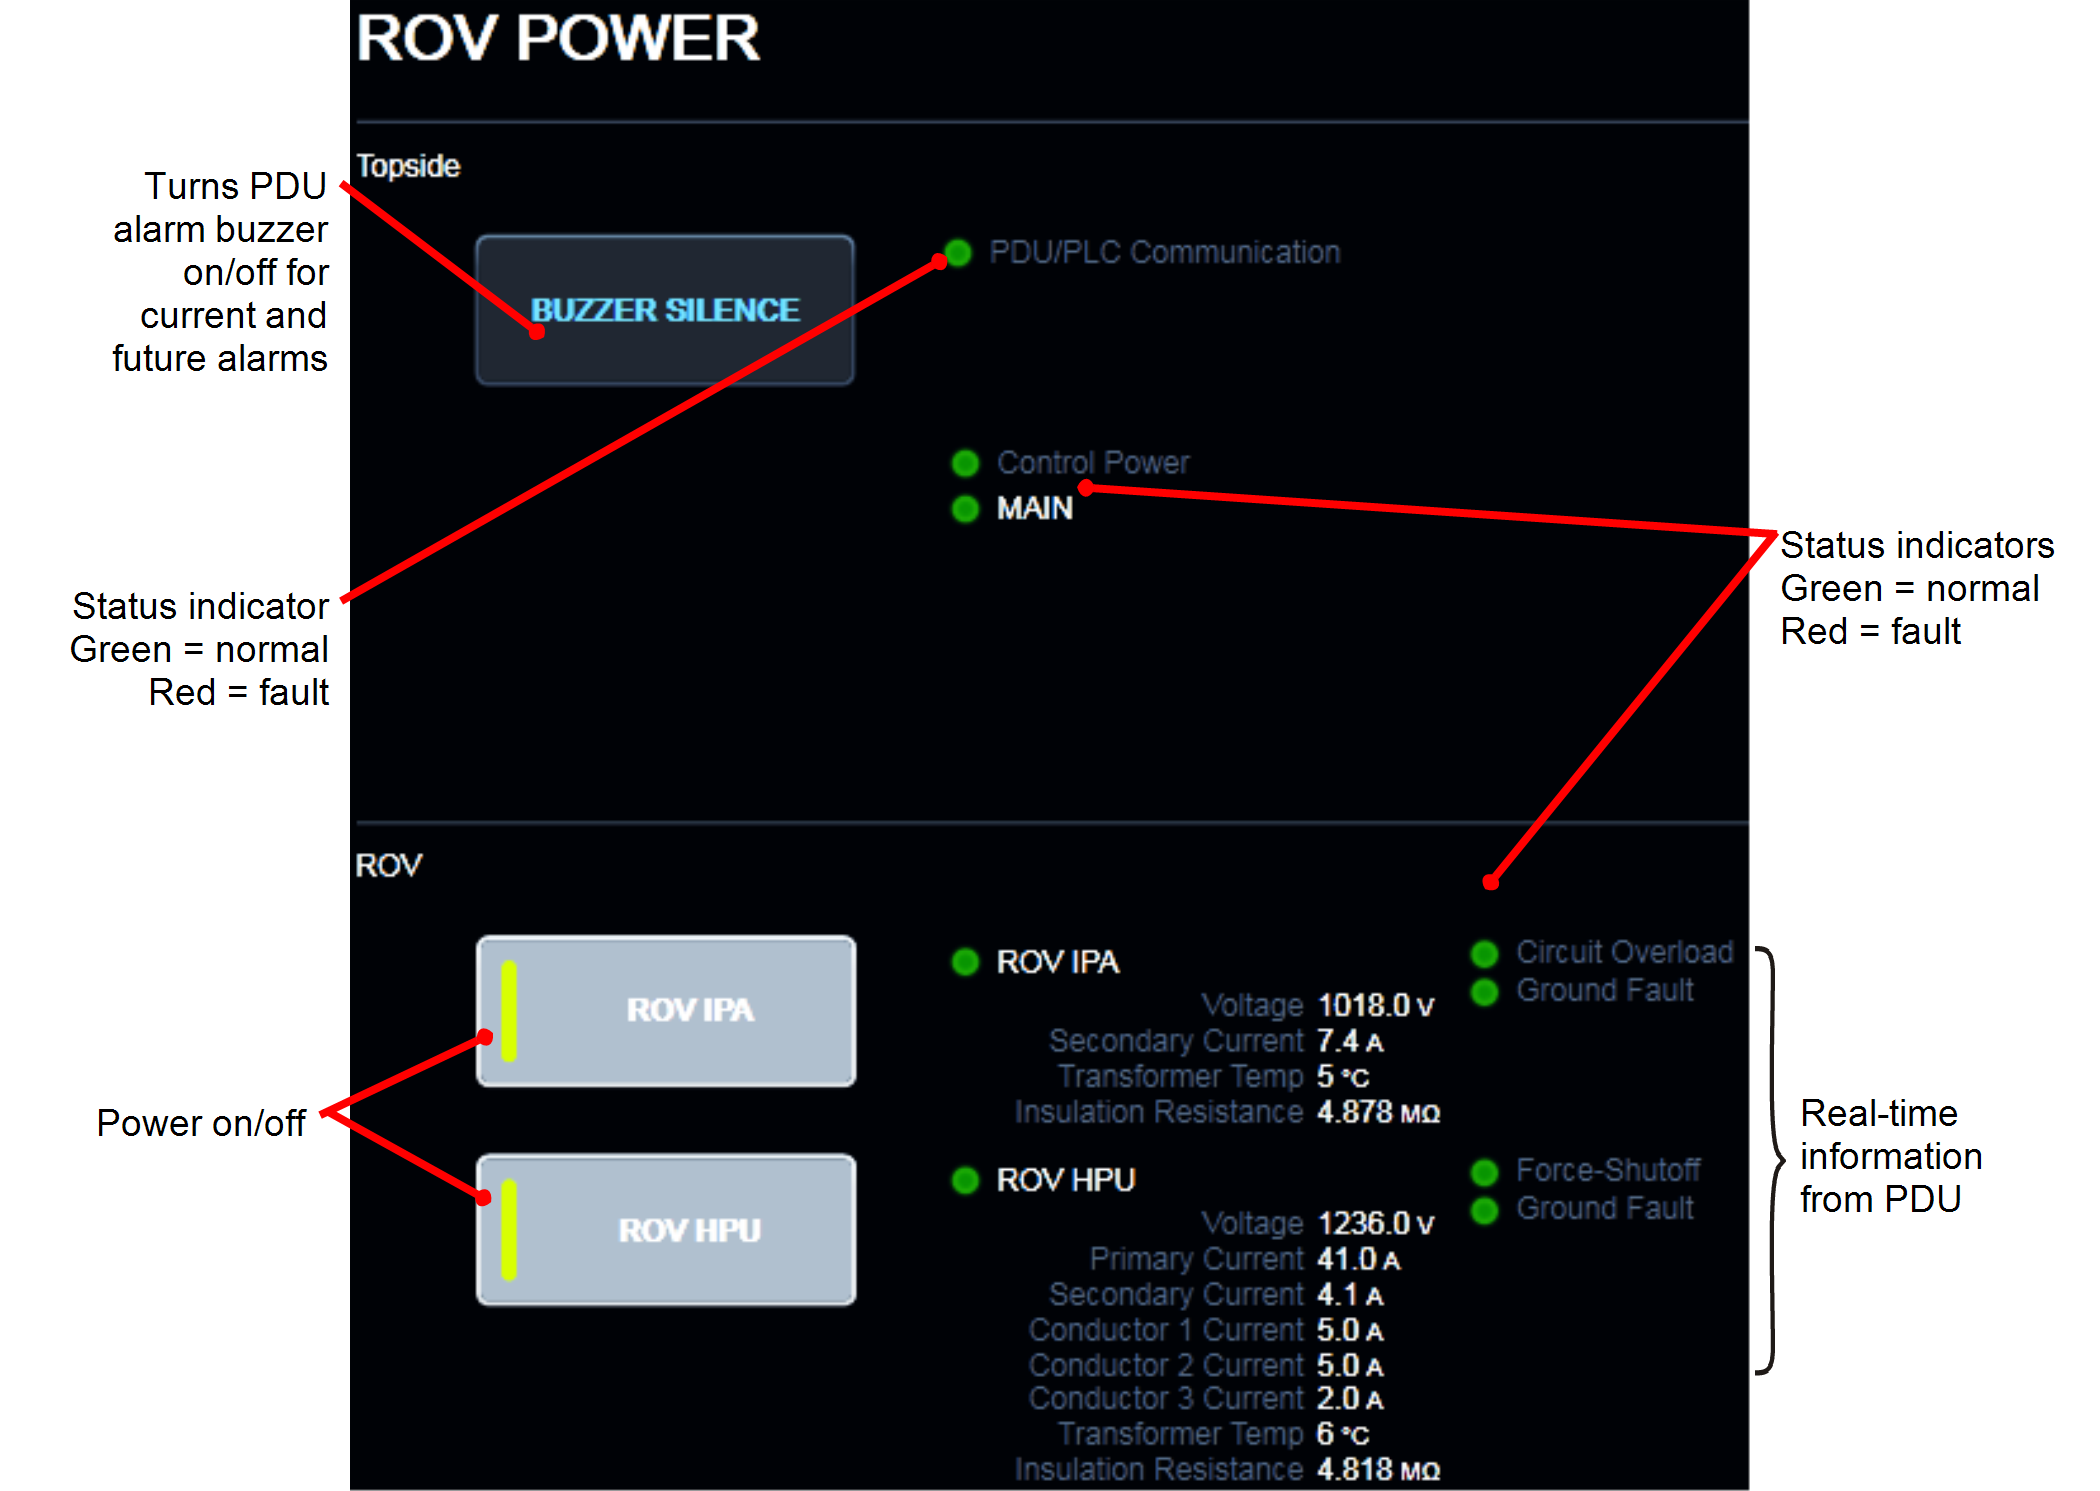 ROV POWER
Topside
Turns PDU
alarm buzzer
on/off for
current and
future alarms
BUZZER SILENCE
PDU/PLC Communication
Control Power
MAIN
Status indicator
Green = normal
Red = fault
Status indicators
Green = normal
Red = fault
ROV
ROV IPA
ROV HPU
Power on/off
ROV IPA
Voltage 1018.0 V
Secondary Current 7.4 A
Transformer Temp 5 °C
Insulation Resistance 4.878 MΩ
Circuit Overload
Ground Fault
ROV HPU
Voltage 1236.0 V
Primary Current 41.0 A
Secondary Current 4.1 A
Conductor 1 Current 5.0 A
Conductor 2 Current 5.0 A
Conductor 3 Current 2.0 A
Transformer Temp 6 °C
Insulation Resistance 4.818 MΩ
Force-Shutoff
Ground Fault
Real-time
information
from PDU